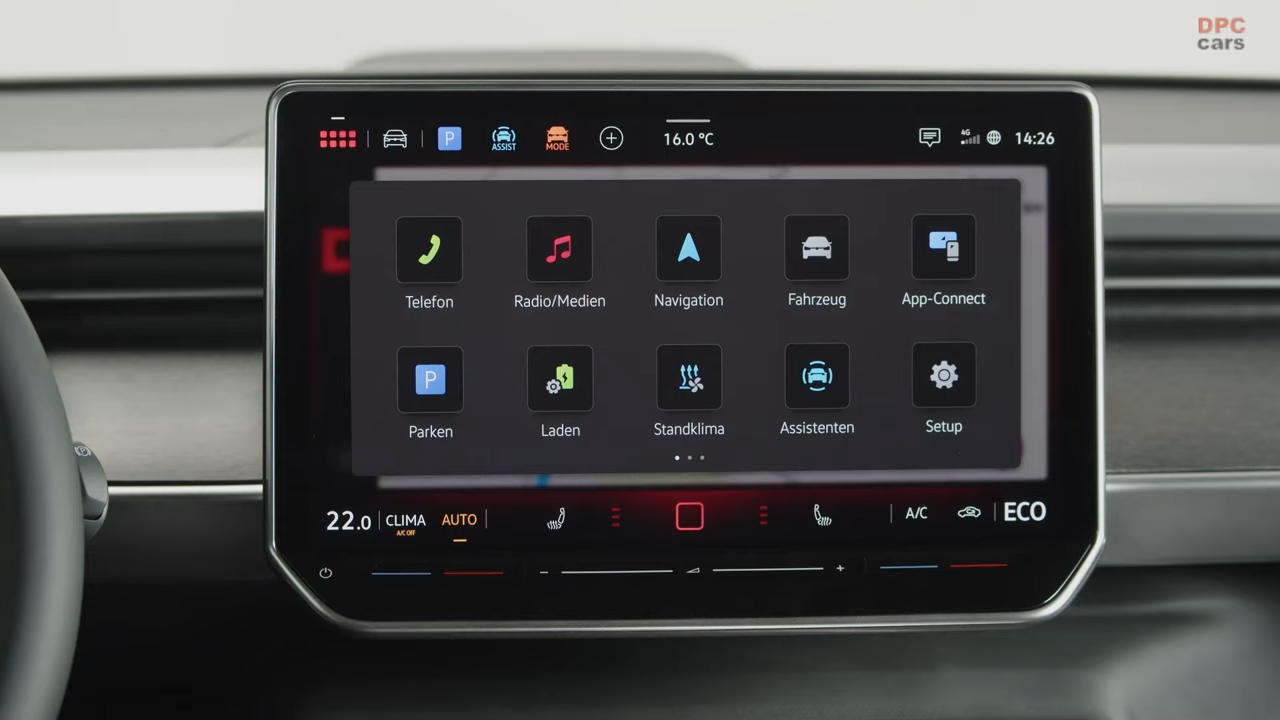 DPC
cars
P ASSIST MODE 16.0 °C 4G 14:26
Telefon Radio/Medien Navigation Fahrzeug App-Connect
P
Parken Laden Standklima Assistenten Setup
22.0 CLIMA AUTO A/C ECO
A/C OFF
− +